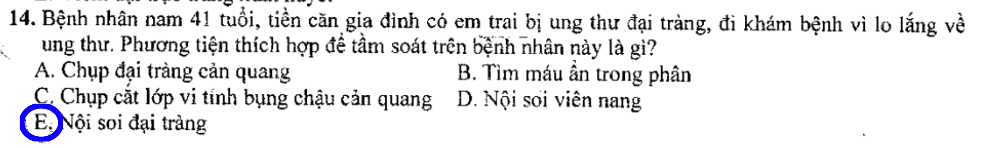 14. Bệnh nhân nam 41 tuổi, tiền căn gia đình có em trai bị ung thư đại tràng, đi khám bệnh vì lo lắng về
ung thư. Phương tiện thích hợp để tầm soát trên bệnh nhân này là gì?
A. Chụp đại tràng cản quang B. Tìm máu ẩn trong phân
C. Chụp cắt lớp vi tính bụng chậu cản quang D. Nội soi viên nang
E. Nội soi đại tràng